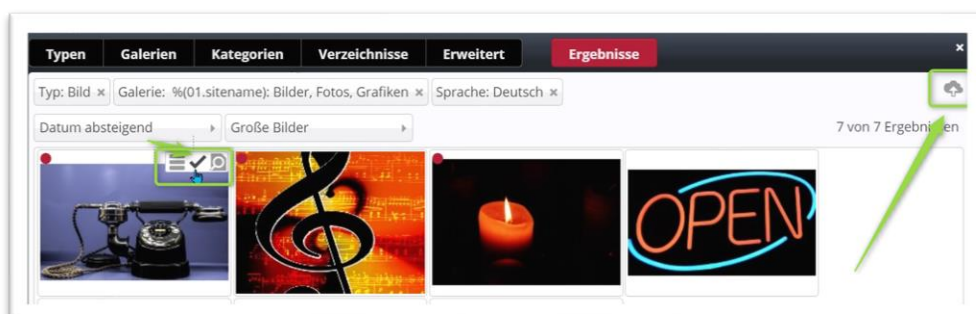 Typen Galerien Kategorien Verzeichnisse Erweitert Ergebnisse
Typ: Bild × Galerie: %(01.sitename): Bilder, Fotos, Grafiken × Sprache: Deutsch ×
Datum absteigend Große Bilder 7 von 7 Ergebnissen
OPEN